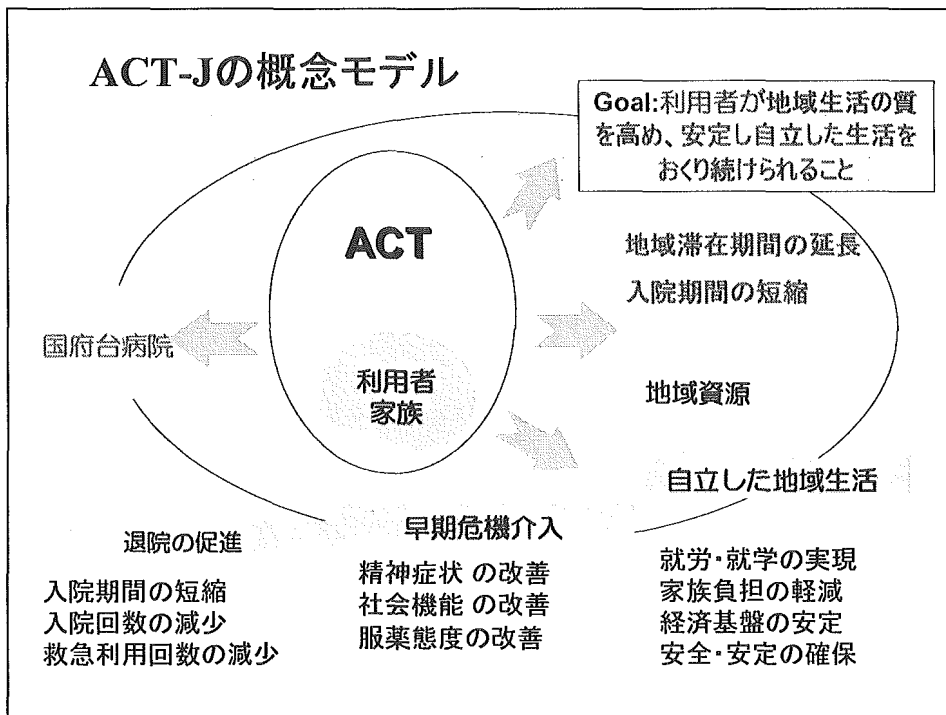 ACT-Jの概念モデル
Goal:利用者が地域生活の質
を高め、安定し自立した生活を
おくり続けられること
ACT
地域滞在期間の延長
入院期間の短縮
国府台病院
利用者
家族
地域資源
自立した地域生活
退院の促進
早期危機介入
入院期間の短縮
入院回数の減少
救急利用回数の減少
精神症状 の改善
社会機能 の改善
服薬態度の改善
就労・就学の実現
家族負担の軽減
経済基盤の安定
安全・安定の確保